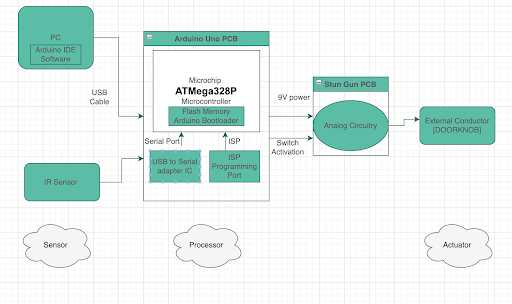 PC
Arduino IDE
Software
USB
Cable
Arduino Uno PCB
Microchip
ATMega328P
Microcontroller
Flash Memory
Arduino Bootloader
Serial Port
ISP
USB to Serial
adapter IC
ISP
Programming
Port
9V power
Switch
Activation
Stun Gun PCB
Analog Circuitry
External Conductor
[DOORKNOB]
IR Sensor
Sensor
Processor
Actuator